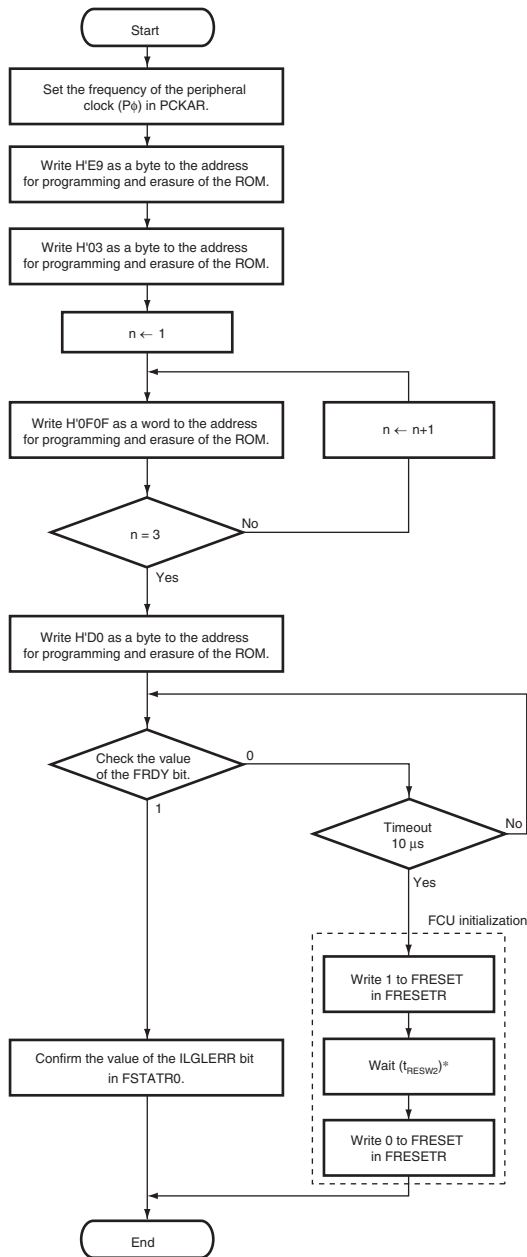 Start
Set the frequency of the peripheral
clock (Pϕ) in PCKAR.
Write H'E9 as a byte to the address
for programming and erasure of the ROM.
Write H'03 as a byte to the address
for programming and erasure of the ROM.
n ← 1
Write H'0F0F as a word to the address
for programming and erasure of the ROM.
n ← n+1
n = 3
No
Yes
Write H'D0 as a byte to the address
for programming and erasure of the ROM.
Check the value
of the FRDY bit.
0
1
Timeout
10 μs
No
Yes
FCU initialization
Write 1 to FRESET
in FRESETR
Wait (tRESW2)*
Write 0 to FRESET
in FRESETR
Confirm the value of the ILGLERR bit
in FSTATR0.
End